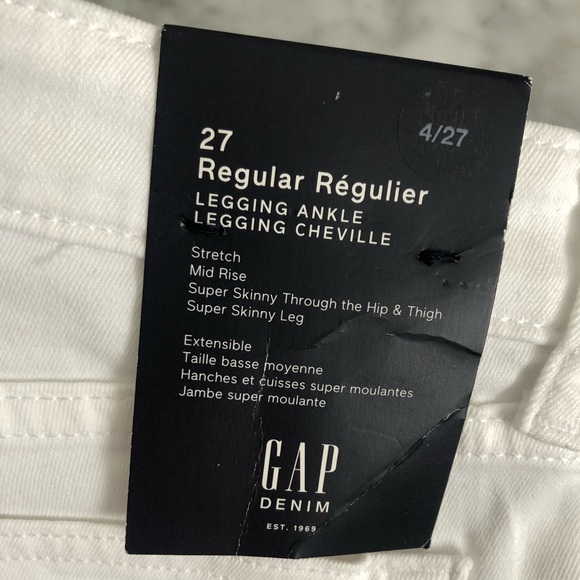 4/27
27
Regular Régulier
LEGGING ANKLE
LEGGING CHEVILLE
Stretch
Mid Rise
Super Skinny Through the Hip & Thigh
Super Skinny Leg
Extensible
Taille basse moyenne
Hanches et cuisses super moulantes
Jambe super moulante
GAP
DENIM
EST. 1969